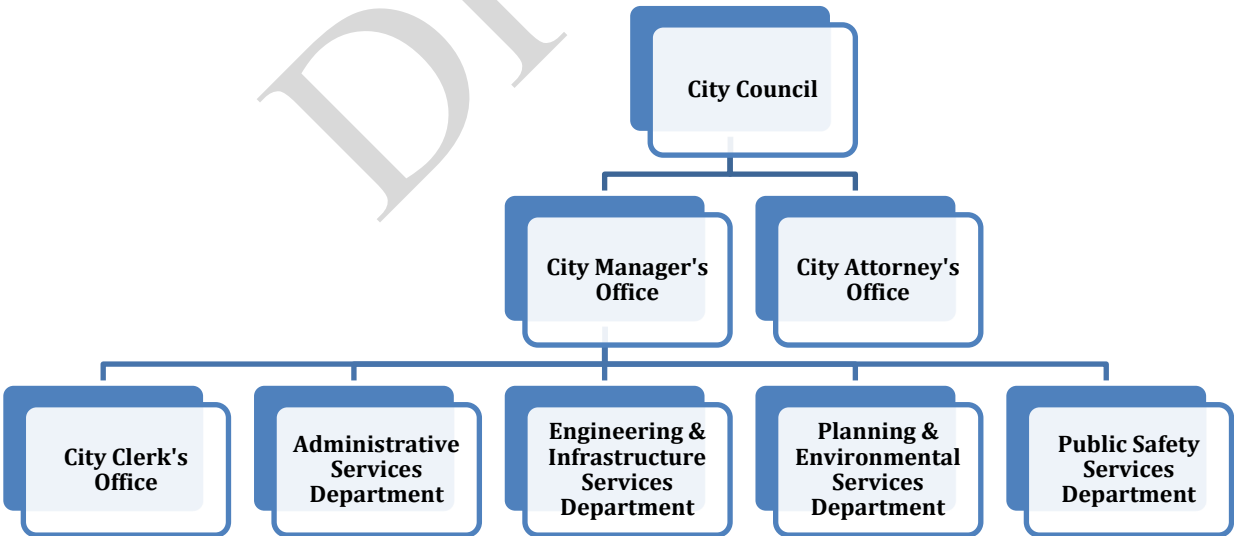 City Council
City Manager's
Office
City Attorney's
Office
City Clerk's
Office
Administrative
Services
Department
Engineering &
Infrastructure
Services
Department
Planning &
Environmental
Services
Department
Public Safety
Services
Department